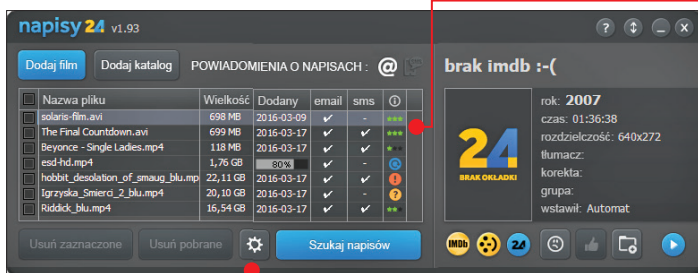 napisy 24 v1.93
Dodaj film Dodaj katalog POWIADOMIENIA O NAPISACH : @
Nazwa pliku Wielkość Dodany email sms
solaris-film.avi 698 MB 2016-03-09 ✔ -
The Final Countdown.avi 699 MB 2016-03-17 ✔ ✔
Beyonce - Single Ladies.mp4 118 MB 2016-03-17 ✔ ✔
esd-hd.mp4 1,76 GB 80% ✔ -
hobbit_desolation_of_smaug_blu.mp 22,11 GB 2016-03-17 ✔ ✔
Igrzyska_Smierci_2_blu.mp4 20,10 GB 2016-03-17 ✔ -
Riddick_blu.mp4 16,54 GB 2016-03-17 ✔ ✔
Usuń zaznaczone Usuń pobrane Szukaj napisów
brak imdb :-(
24
BRAK OKŁADKI
rok: 2007
czas: 01:36:38
rozdzielczość: 640x272
tłumacz:
korekta:
grupa:
wstawił: Automat
IMDb 24